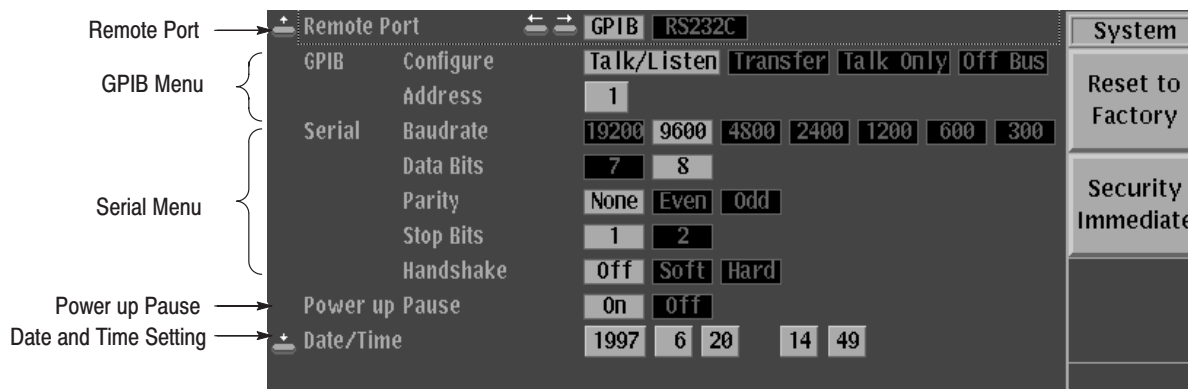 Remote Port
GPIB Menu
Serial Menu
Power up Pause
Date and Time Setting
Remote Port GPIB RS232C
GPIB Configure Talk/Listen Transfer Talk Only Off Bus
Address 1
Serial Baudrate 19200 9600 4800 2400 1200 600 300
Data Bits 7 8
Parity None Even Odd
Stop Bits 1 2
Handshake Off Soft Hard
Power up Pause On Off
Date/Time 1997 6 20 14 49
System
Reset to
Factory
Security
Immediate